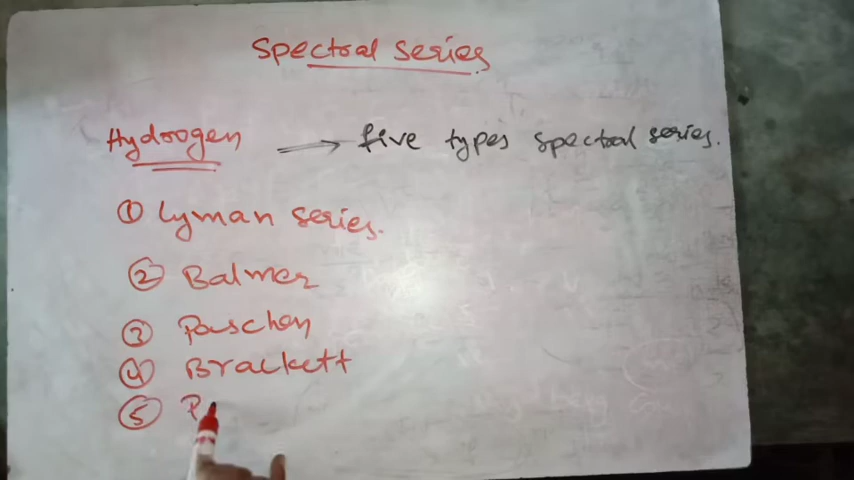 Spectral series
Hydrogen → five types spectral series.
① Lyman series.
② Balmer
③ Paschen
④ Brackett
⑤ P